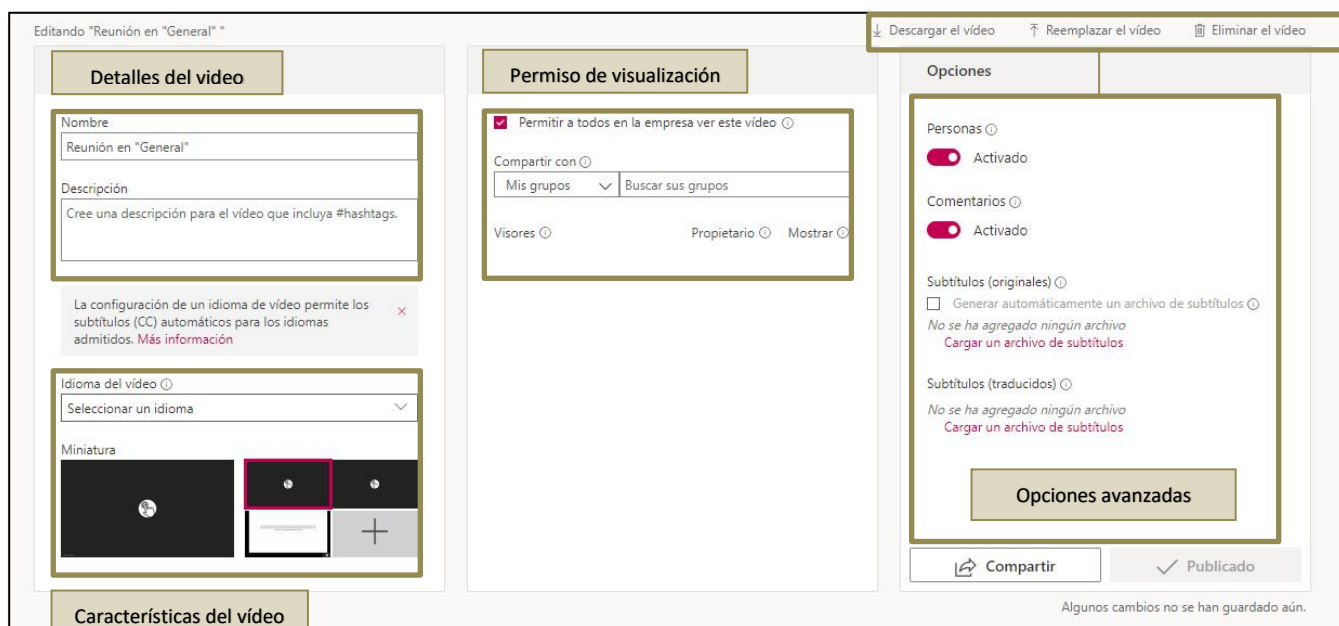 Editando "Reunión en "General" "
Descargar el vídeo
Reemplazar el vídeo
Eliminar el vídeo
Detalles del video
Nombre
Reunión en "General"
Descripción
Cree una descripción para el vídeo que incluya #hashtags.
La configuración de un idioma de vídeo permite los
subtítulos (CC) automáticos para los idiomas
admitidos. Más información
Idioma del vídeo
Seleccionar un idioma
Miniatura
Características del vídeo
Permiso de visualización
Permitir a todos en la empresa ver este vídeo
Compartir con
Mis grupos
Buscar sus grupos
Visores
Propietario
Mostrar
Opciones
Personas
Activado
Comentarios
Activado
Subtítulos (originales)
Generar automáticamente un archivo de subtítulos
No se ha agregado ningún archivo
Cargar un archivo de subtítulos
Subtítulos (traducidos)
No se ha agregado ningún archivo
Cargar un archivo de subtítulos
Opciones avanzadas
Compartir
Publicado
Algunos cambios no se han guardado aún.